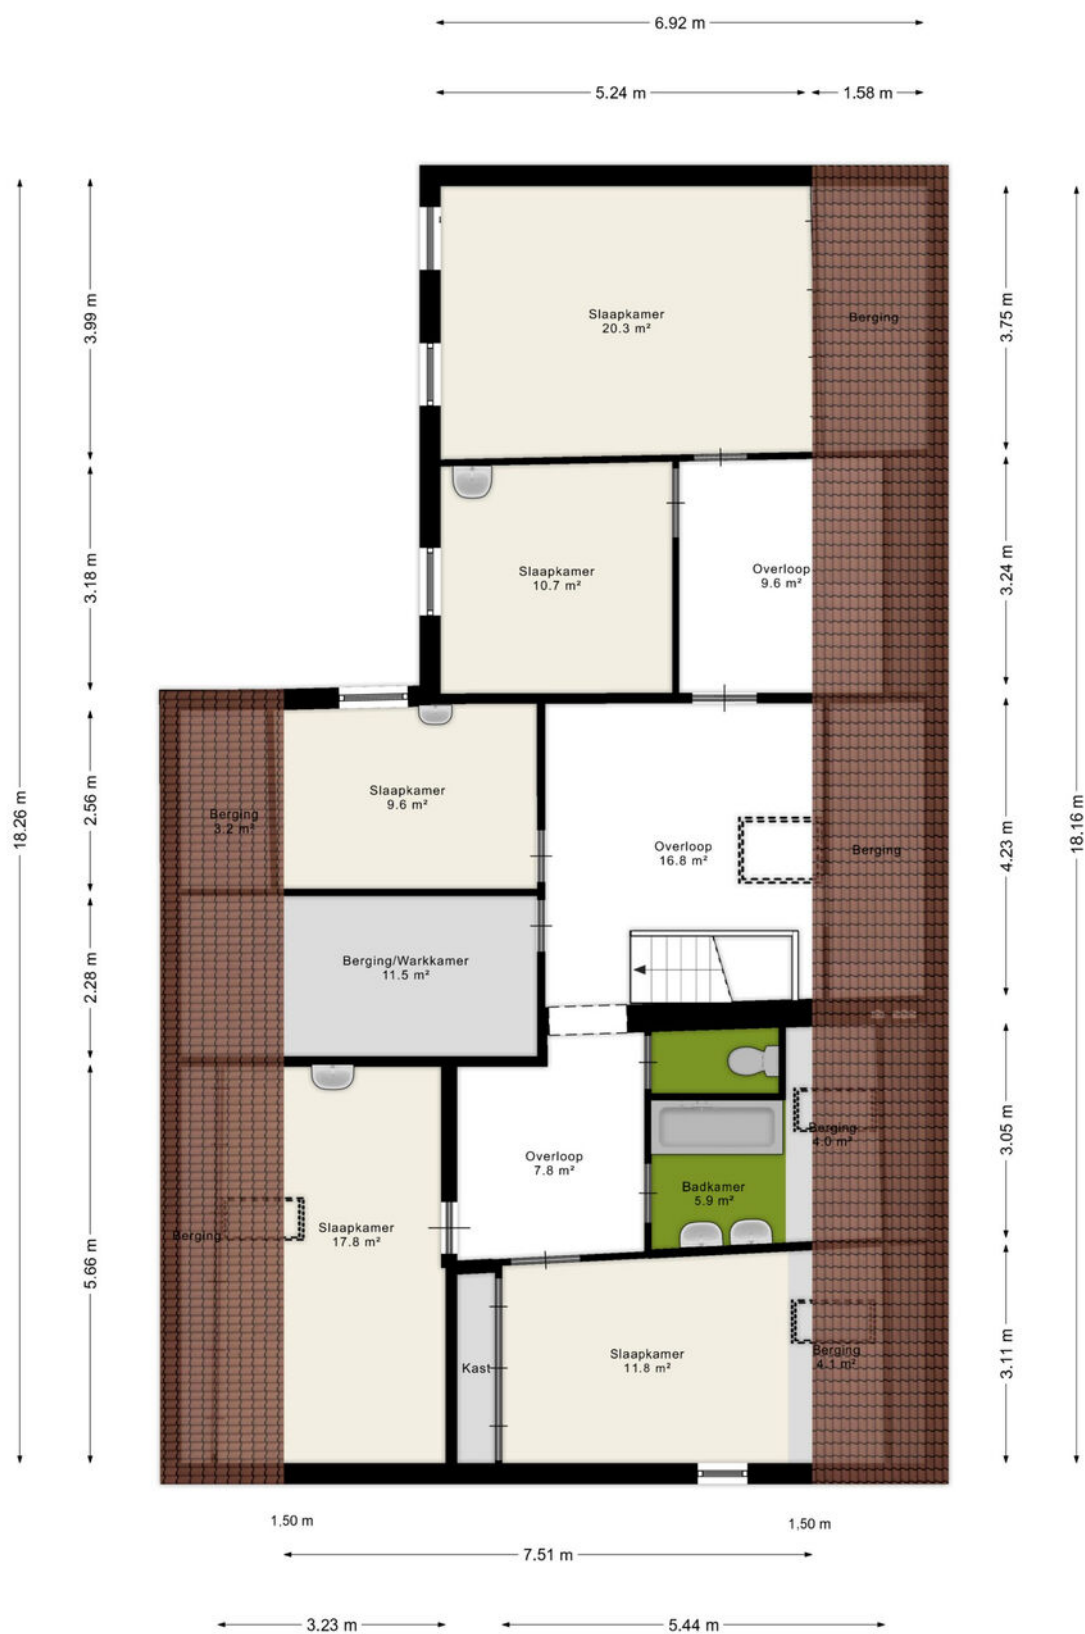 6.92 m
5.24 m
1.58 m
Slaapkamer
20.3 m²
Berging
3.99 m
3.75 m
Slaapkamer
10.7 m²
Overloop
9.6 m²
3.18 m
3.24 m
Slaapkamer
9.6 m²
Berging
3.2 m²
2.56 m
18.26 m
Overloop
16.8 m²
Berging
4.23 m
18.16 m
Berging/Warkkamer
11.5 m²
2.28 m
Berging
4.0 m²
3.05 m
Overloop
7.8 m²
Badkamer
5.9 m²
Slaapkamer
17.8 m²
Berging
5.66 m
Slaapkamer
11.8 m²
Kast
Berging
4.1 m²
3.11 m
1,50 m
1,50 m
7.51 m
3.23 m
5.44 m